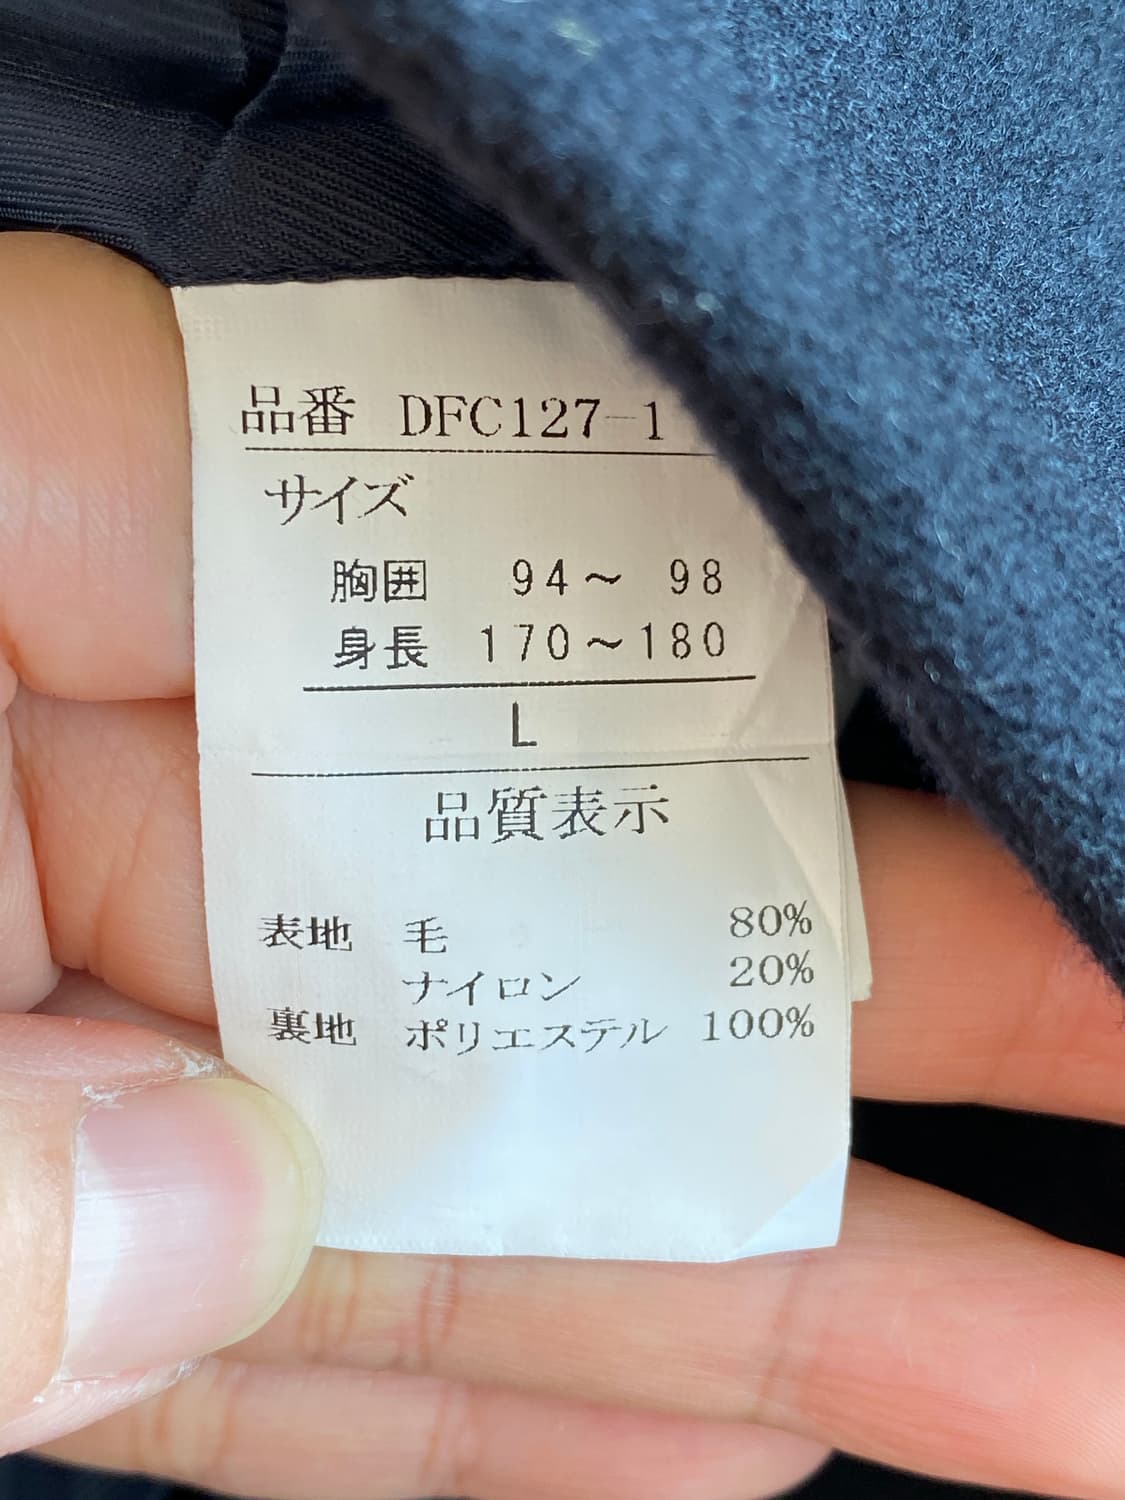 品番 DFC127-1
サイズ
胸囲 94～ 98
身長 170～180
L
品質表示
表地 毛 80%
ナイロン 20%
裏地 ポリエステル 100%